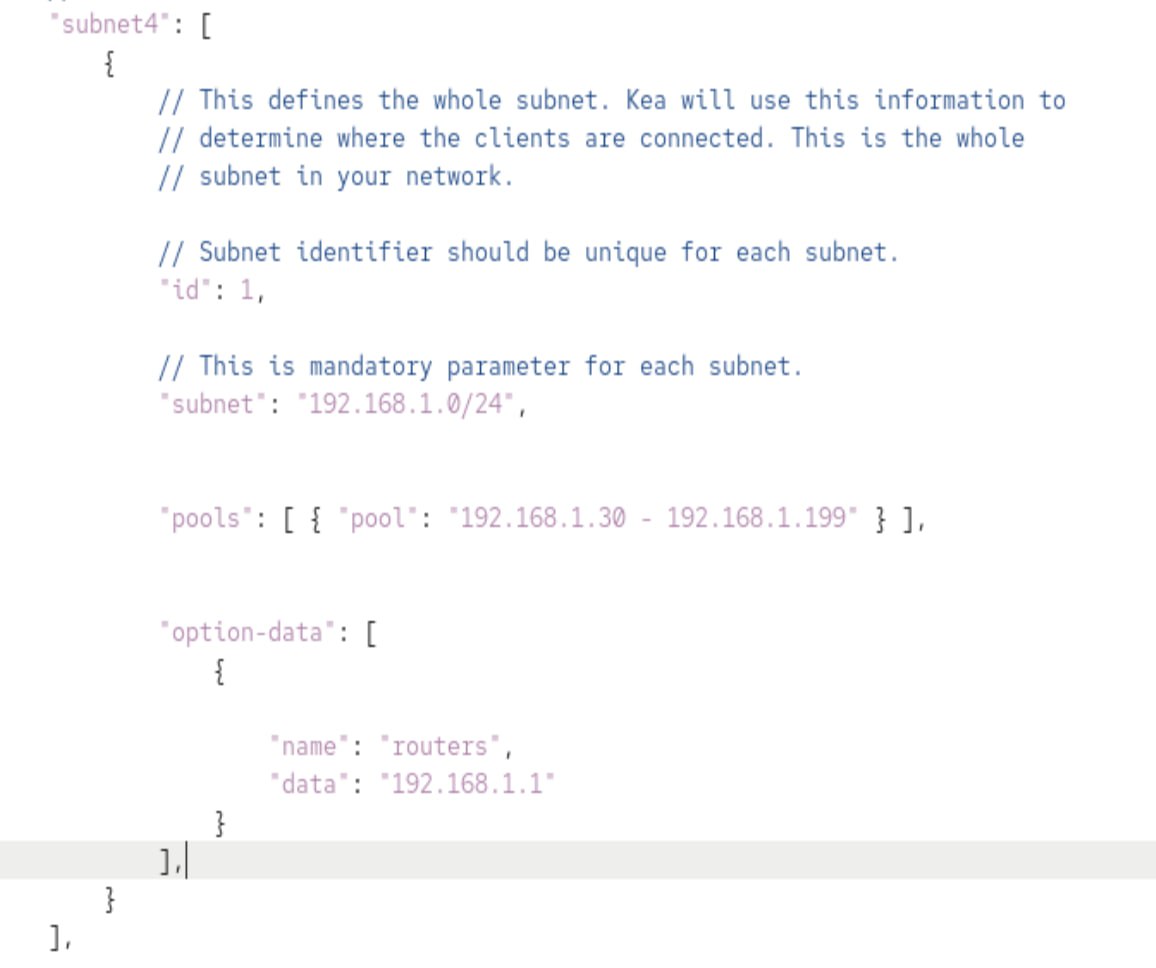 "subnet4": [
{
// This defines the whole subnet. Kea will use this information to
// determine where the clients are connected. This is the whole
// subnet in your network.
// Subnet identifier should be unique for each subnet.
"id": 1,
// This is mandatory parameter for each subnet.
"subnet": "192.168.1.0/24",
"pools": [ { "pool": "192.168.1.30 - 192.168.1.199" } ],
"option-data": [
{
"name": "routers",
"data": "192.168.1.1"
}
],
}
],